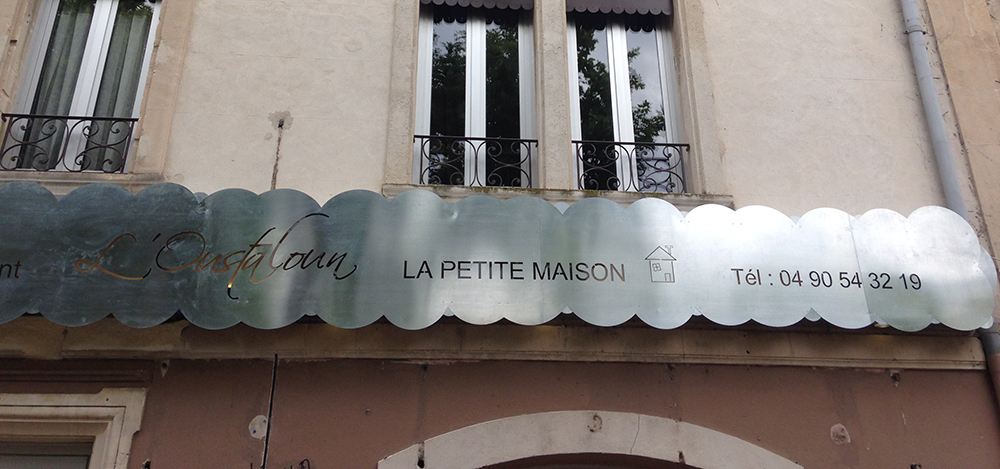 L'Oustaloun LA PETITE MAISON Tél : 04 90 54 32 19